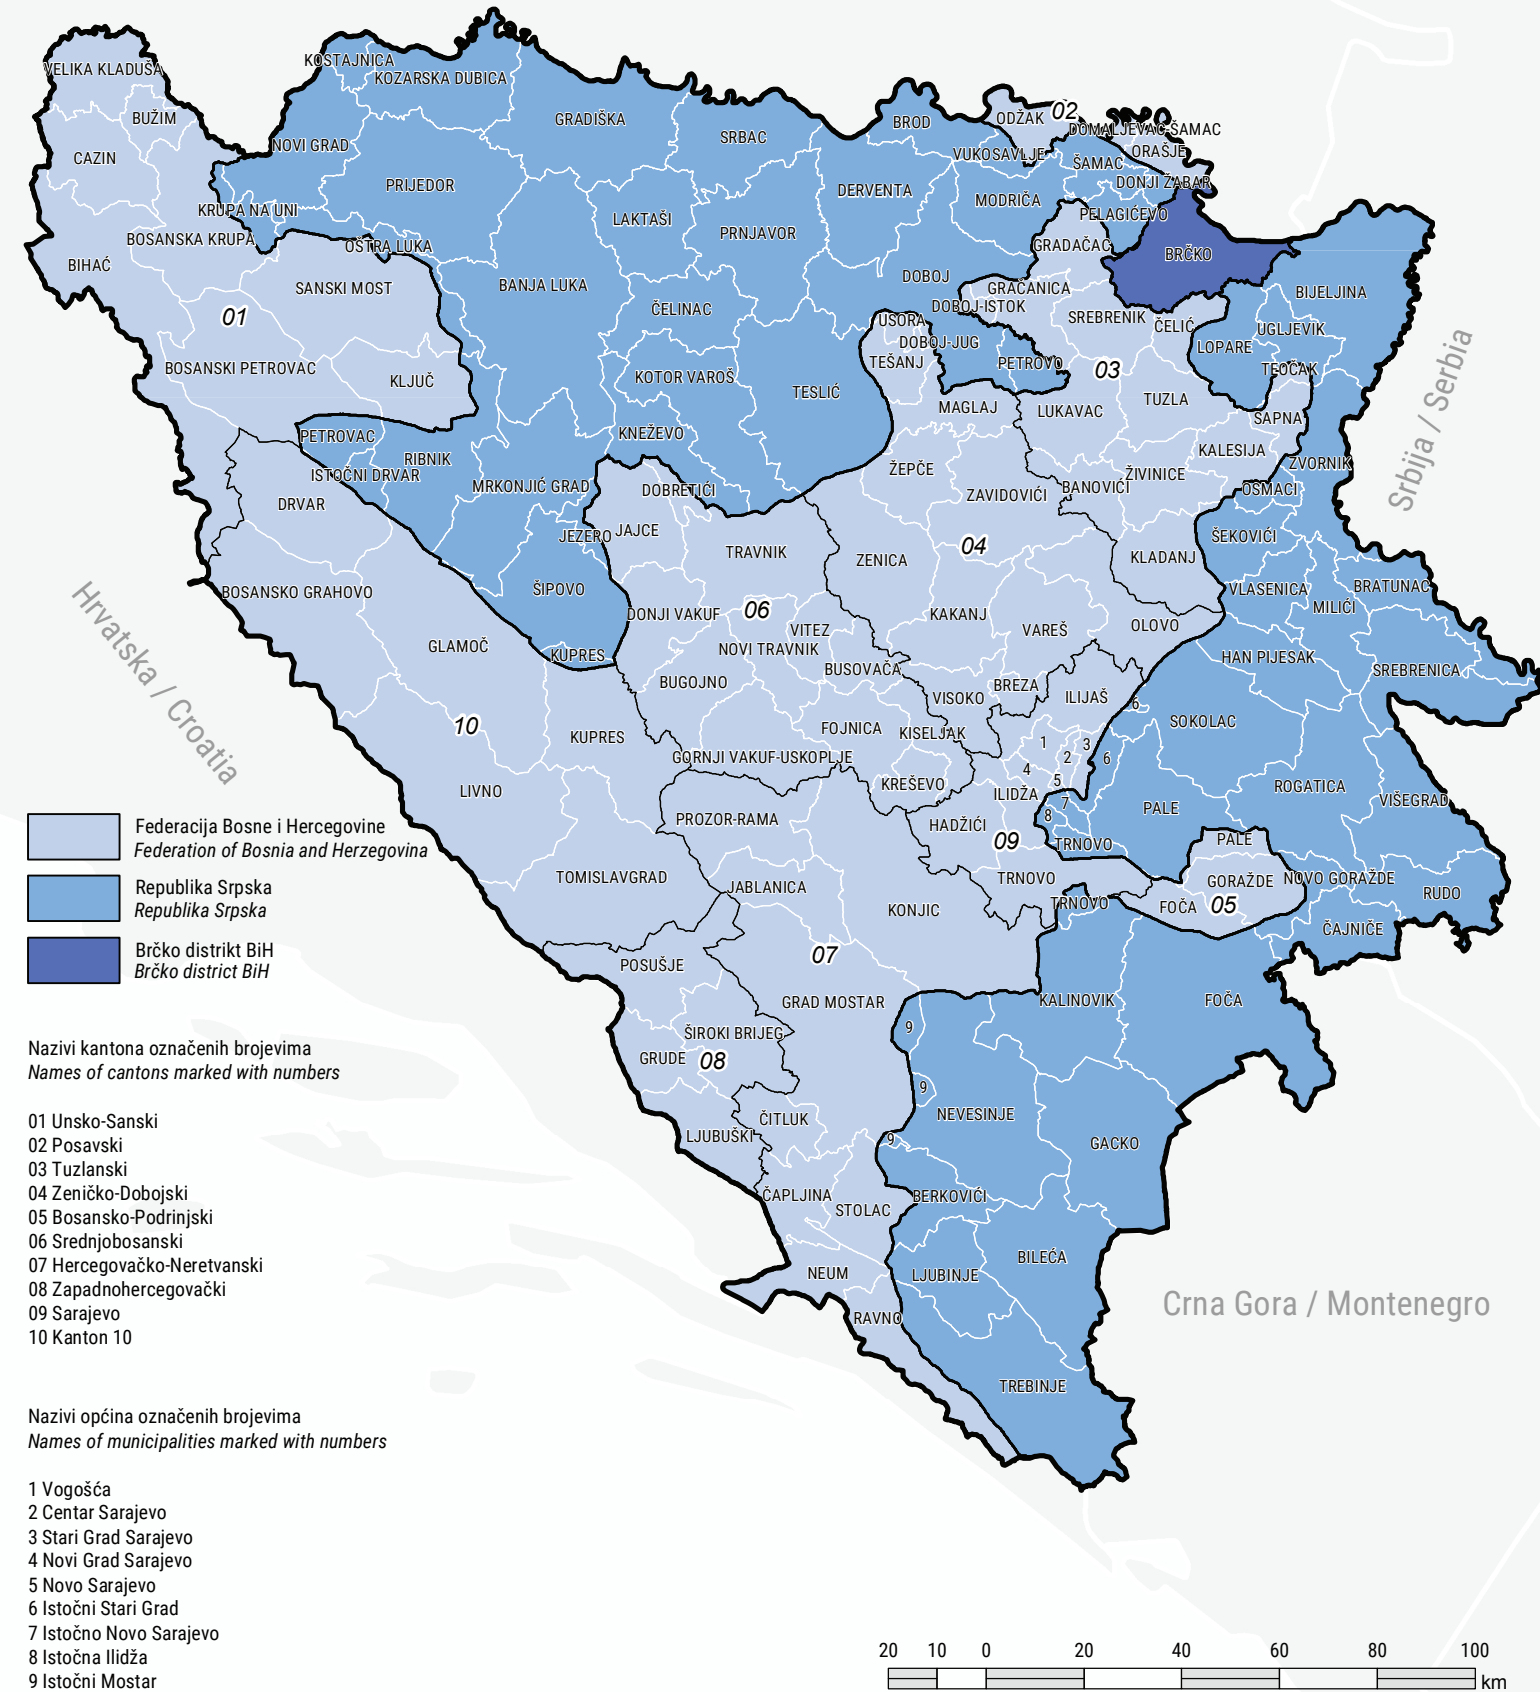 VELIKA KLADUŠA
KOSTAJNICA
KOZARSKA DUBICA
BUŽIM
GRADIŠKA
BROD
ODŽAK
02
DOMALJEVAC-ŠAMAC
CAZIN
NOVI GRAD
SRBAC
VUKOSAVLJE
ŠAMAC
ORAŠJE
PRIJEDOR
DERVENTA
MODRIČA
DONJI ŽABAR
KRUPA NA UNI
LAKTAŠI
PELAGIĆEVO
BOSANSKA KRUPA
OŠTRA LUKA
PRNJAVOR
GRADAČAC
BRČKO
BIHAĆ
SANSKI MOST
BANJA LUKA
DOBOJ
GRAČANICA
BIJELJINA
01
ČELINAC
DOBOJ-ISTOK
SREBRENIK
ČELIĆ
UGLJEVIK
USORA
DOBOJ-JUG
LOPARE
BOSANSKI PETROVAC
KLJUČ
KOTOR VAROŠ
TESLIĆ
TEŠANJ
PETROVO
03
TEOČAK
MAGLAJ
LUKAVAC
TUZLA
SAPNA
PETROVAC
RIBNIK
KNEŽEVO
KALESIJA
ISTOČNI DRVAR
MRKONJIĆ GRAD
DOBRETIĆI
ŽEPČE
ZAVIDOVIĆI
BANOVIĆI
ŽIVINICE
ZVORNIK
OSMACI
DRVAR
JEZERO
JAJCE
TRAVNIK
ZENICA
04
KLADANJ
ŠEKOVIĆI
BOSANSKO GRAHOVO
ŠIPOVO
DONJI VAKUF
06
KAKANJ
VLASENICA
MILIĆI
BRATUNAC
GLAMOČ
KUPRES
VITEZ
NOVI TRAVNIK
VAREŠ
OLOVO
BUGOJNO
BUSOVAČA
HAN PIJESAK
SREBRENICA
10
KUPRES
VISOKO
BREZA
ILIJAŠ
6
SOKOLAC
FOJNICA
KISELJAK
1
3
2
6
GORNJI VAKUF-USKOPLJE
4
5
LIVNO
KREŠEVO
ILIDŽA
7
ROGATICA
VIŠEGRAD
PROZOR-RAMA
HADŽIĆI
8
PALE
09
TRNOVO
PALE
TOMISLAVGRAD
JABLANICA
TRNOVO
GORAŽDE
NOVO GORAŽDE
RUDO
KONJIC
TRNOVO
FOČA
05
ČAJNIČE
POSUŠJE
07
GRAD MOSTAR
KALINOVIK
FOČA
ŠIROKI BRIJEG
9
GRUDE
08
9
NEVESINJE
ČITLUK
GACKO
LJUBUŠKI
9
ČAPLJINA
STOLAC
BERKOVIĆI
NEUM
LJUBINJE
BILEĆA
RAVNO
TREBINJE
Hrvatska / Croatia
Srbija / Serbia
Crna Gora / Montenegro
Federacija Bosne i Hercegovine
Federation of Bosnia and Herzegovina
Republika Srpska
Republika Srpska
Brčko distrikt BiH
Brčko district BiH
Nazivi kantona označenih brojevima
Names of cantons marked with numbers
01 Unsko-Sanski
02 Posavski
03 Tuzlanski
04 Zeničko-Dobojski
05 Bosansko-Podrinjski
06 Srednjobosanski
07 Hercegovačko-Neretvanski
08 Zapadnohercegovački
09 Sarajevo
10 Kanton 10
Nazivi općina označenih brojevima
Names of municipalities marked with numbers
1 Vogošća
2 Centar Sarajevo
3 Stari Grad Sarajevo
4 Novi Grad Sarajevo
5 Novo Sarajevo
6 Istočni Stari Grad
7 Istočno Novo Sarajevo
8 Istočna Ilidža
9 Istočni Mostar
20 10 0 20 40 60 80 100
km